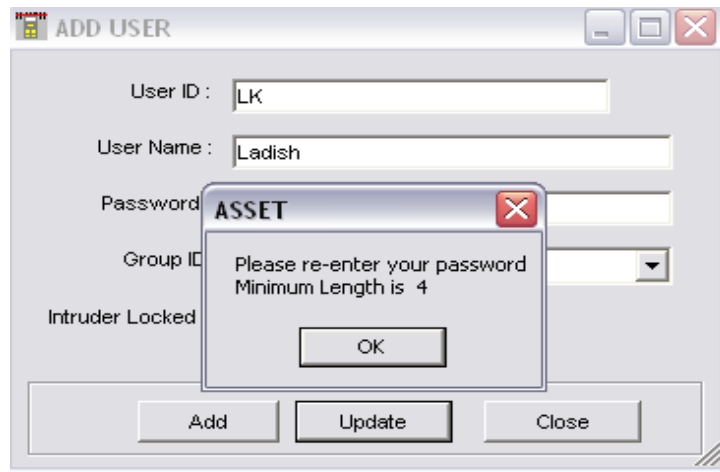 ADD USER
User ID :
LK
User Name :
Ladish
Password
ASSET
Group ID
Please re-enter your password
Minimum Length is 4
Intruder Locked
OK
Add
Update
Close